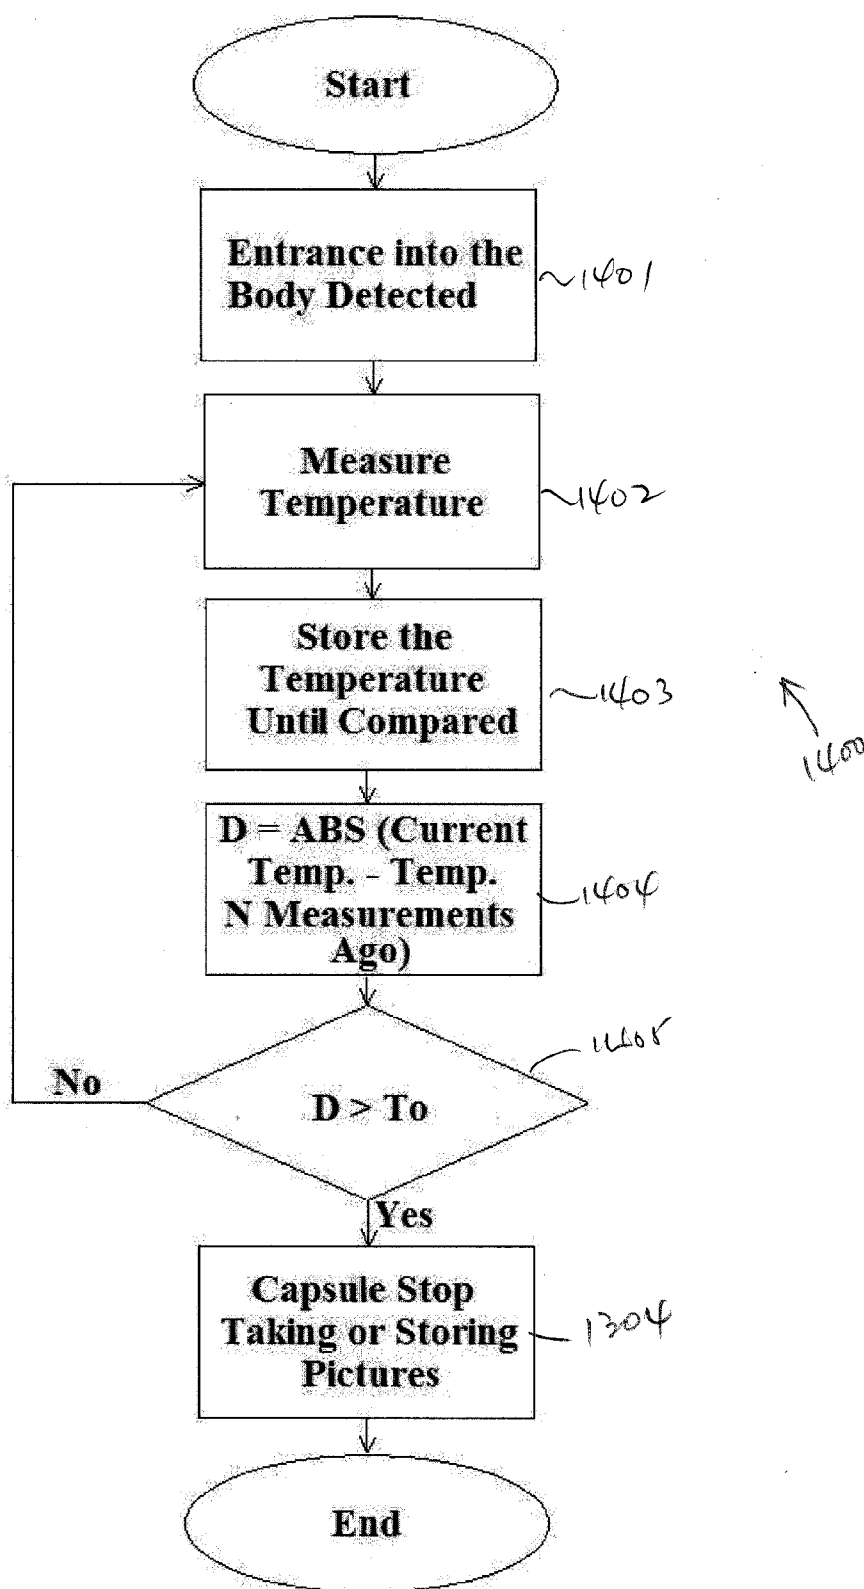 Start
Entrance into the
Body Detected
1401
Measure
Temperature
1402
Store the
Temperature
Until Compared
1403
1400
D = ABS (Current
Temp. - Temp.
N Measurements
Ago)
1404
1405
No
D > To
Yes
Capsule Stop
Taking or Storing
Pictures
1304
End